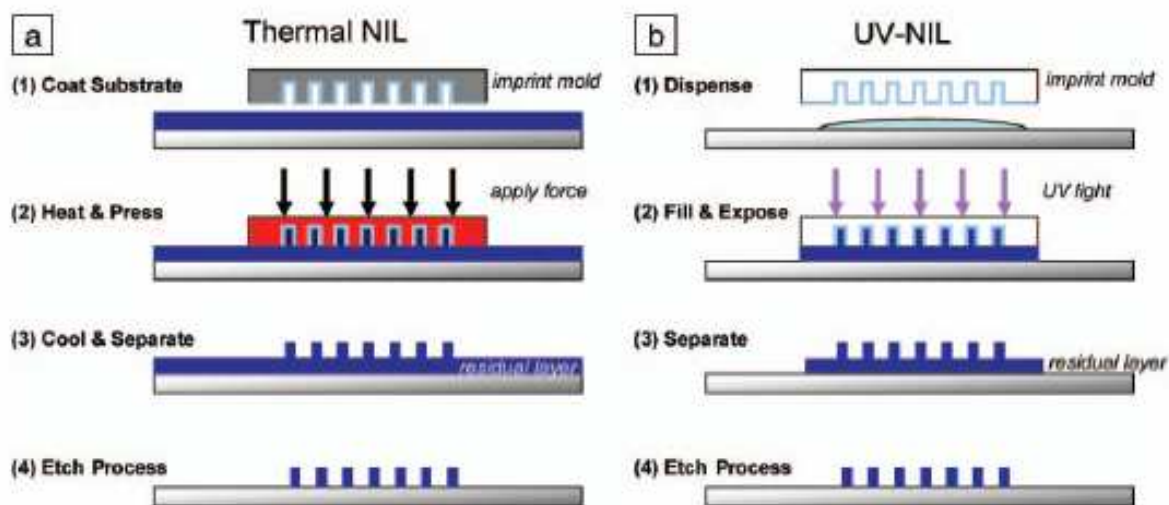 a
Thermal NIL
(1) Coat Substrate
imprint mold
(2) Heat & Press
apply force
(3) Cool & Separate
residual layer
(4) Etch Process
b
UV-NIL
(1) Dispense
imprint mold
(2) Fill & Expose
UV light
(3) Separate
residual layer
(4) Etch Process